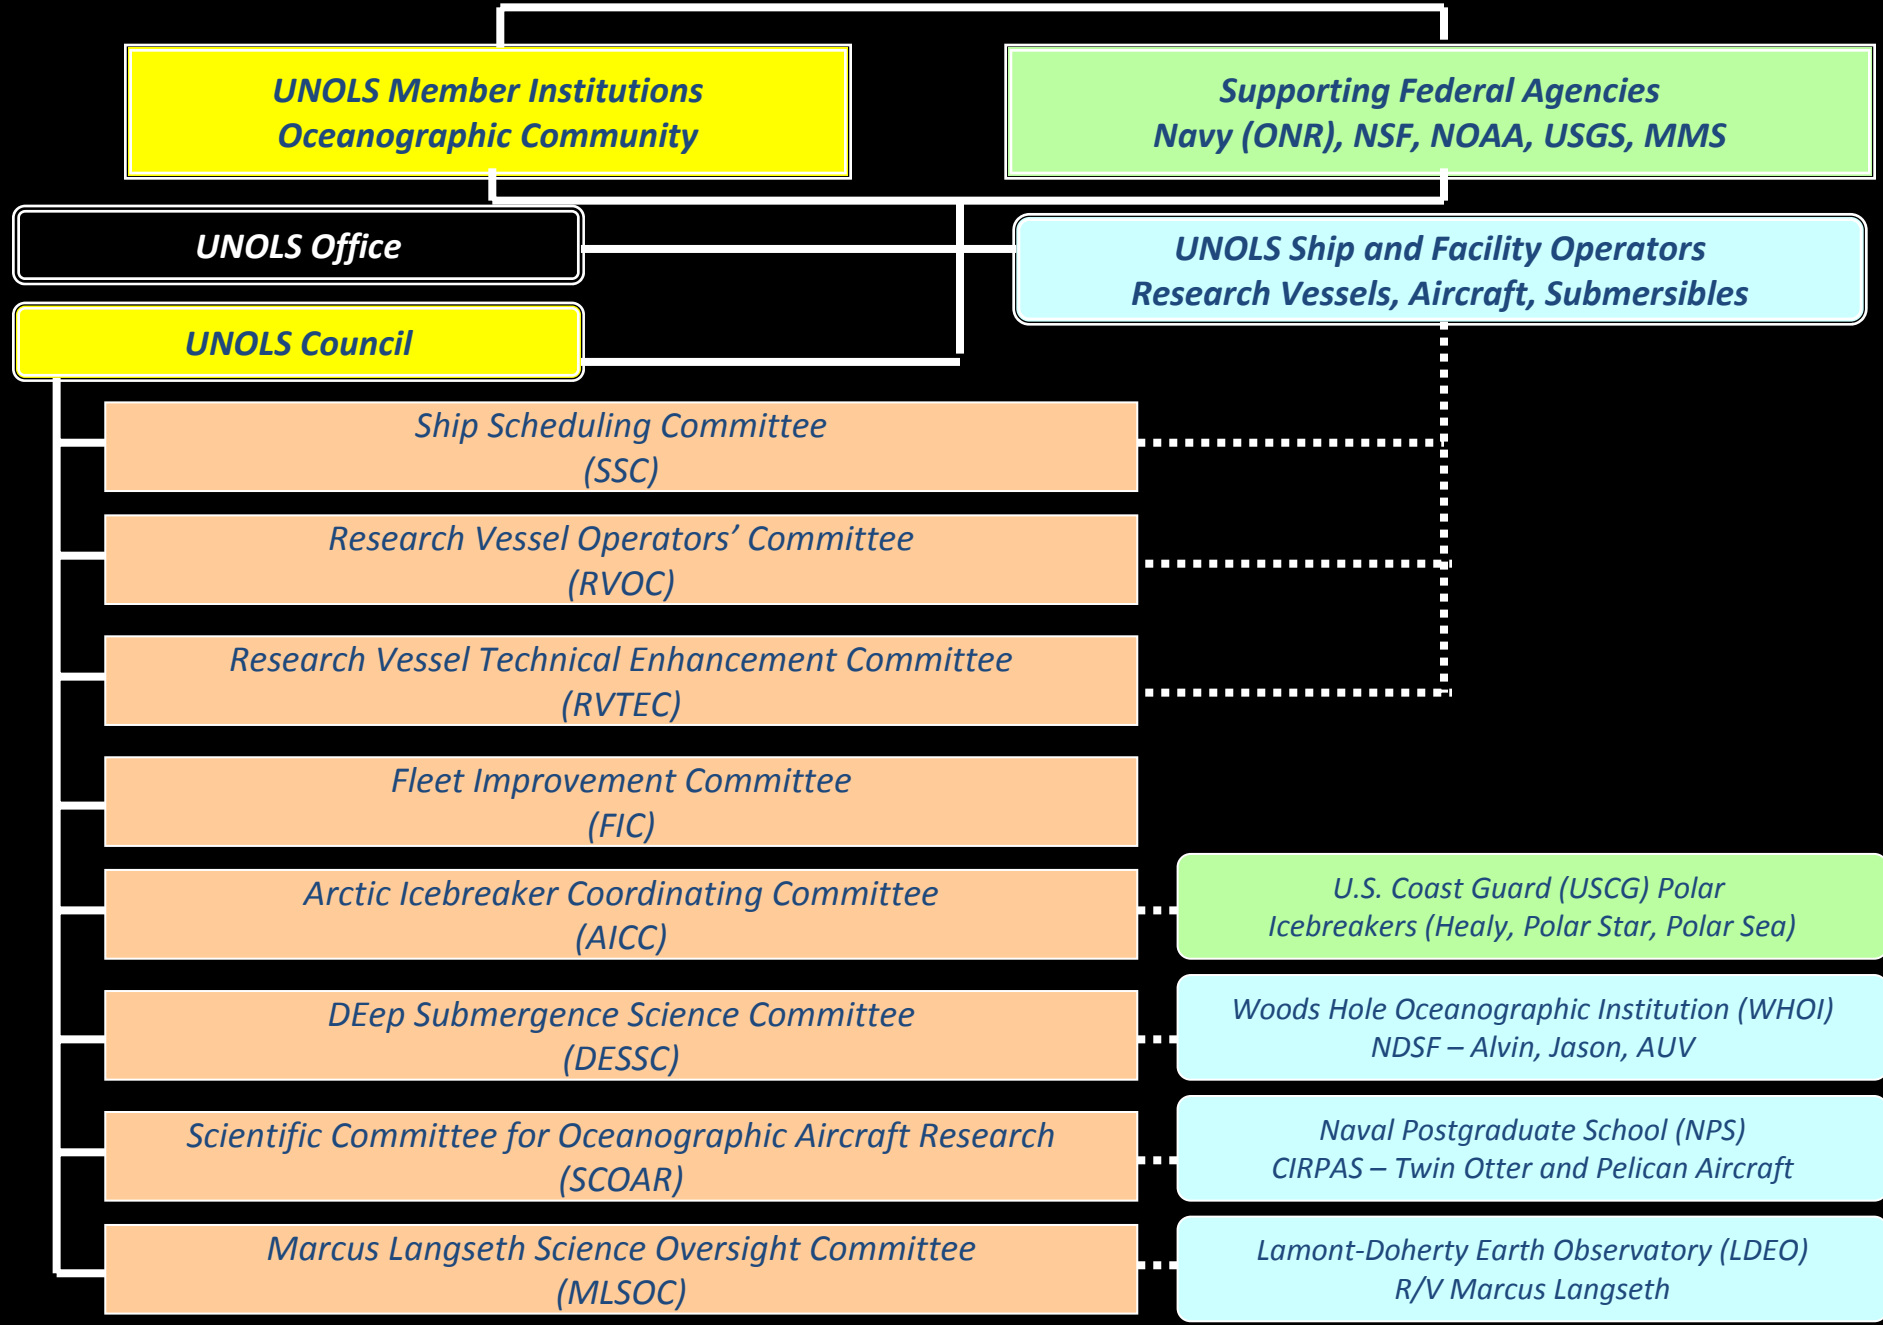 UNOLS Member Institutions
Oceanographic Community
Supporting Federal Agencies
Navy (ONR), NSF, NOAA, USGS, MMS
UNOLS Office
UNOLS Ship and Facility Operators
Research Vessels, Aircraft, Submersibles
UNOLS Council
Ship Scheduling Committee
(SSC)
Research Vessel Operators’ Committee
(RVOC)
Research Vessel Technical Enhancement Committee
(RVTEC)
Fleet Improvement Committee
(FIC)
Arctic Icebreaker Coordinating Committee
(AICC)
U.S. Coast Guard (USCG) Polar
Icebreakers (Healy, Polar Star, Polar Sea)
DEep Submergence Science Committee
(DESSC)
Woods Hole Oceanographic Institution (WHOI)
NDSF – Alvin, Jason, AUV
Scientific Committee for Oceanographic Aircraft Research
(SCOAR)
Naval Postgraduate School (NPS)
CIRPAS – Twin Otter and Pelican Aircraft
Marcus Langseth Science Oversight Committee
(MLSOC)
Lamont-Doherty Earth Observatory (LDEO)
R/V Marcus Langseth